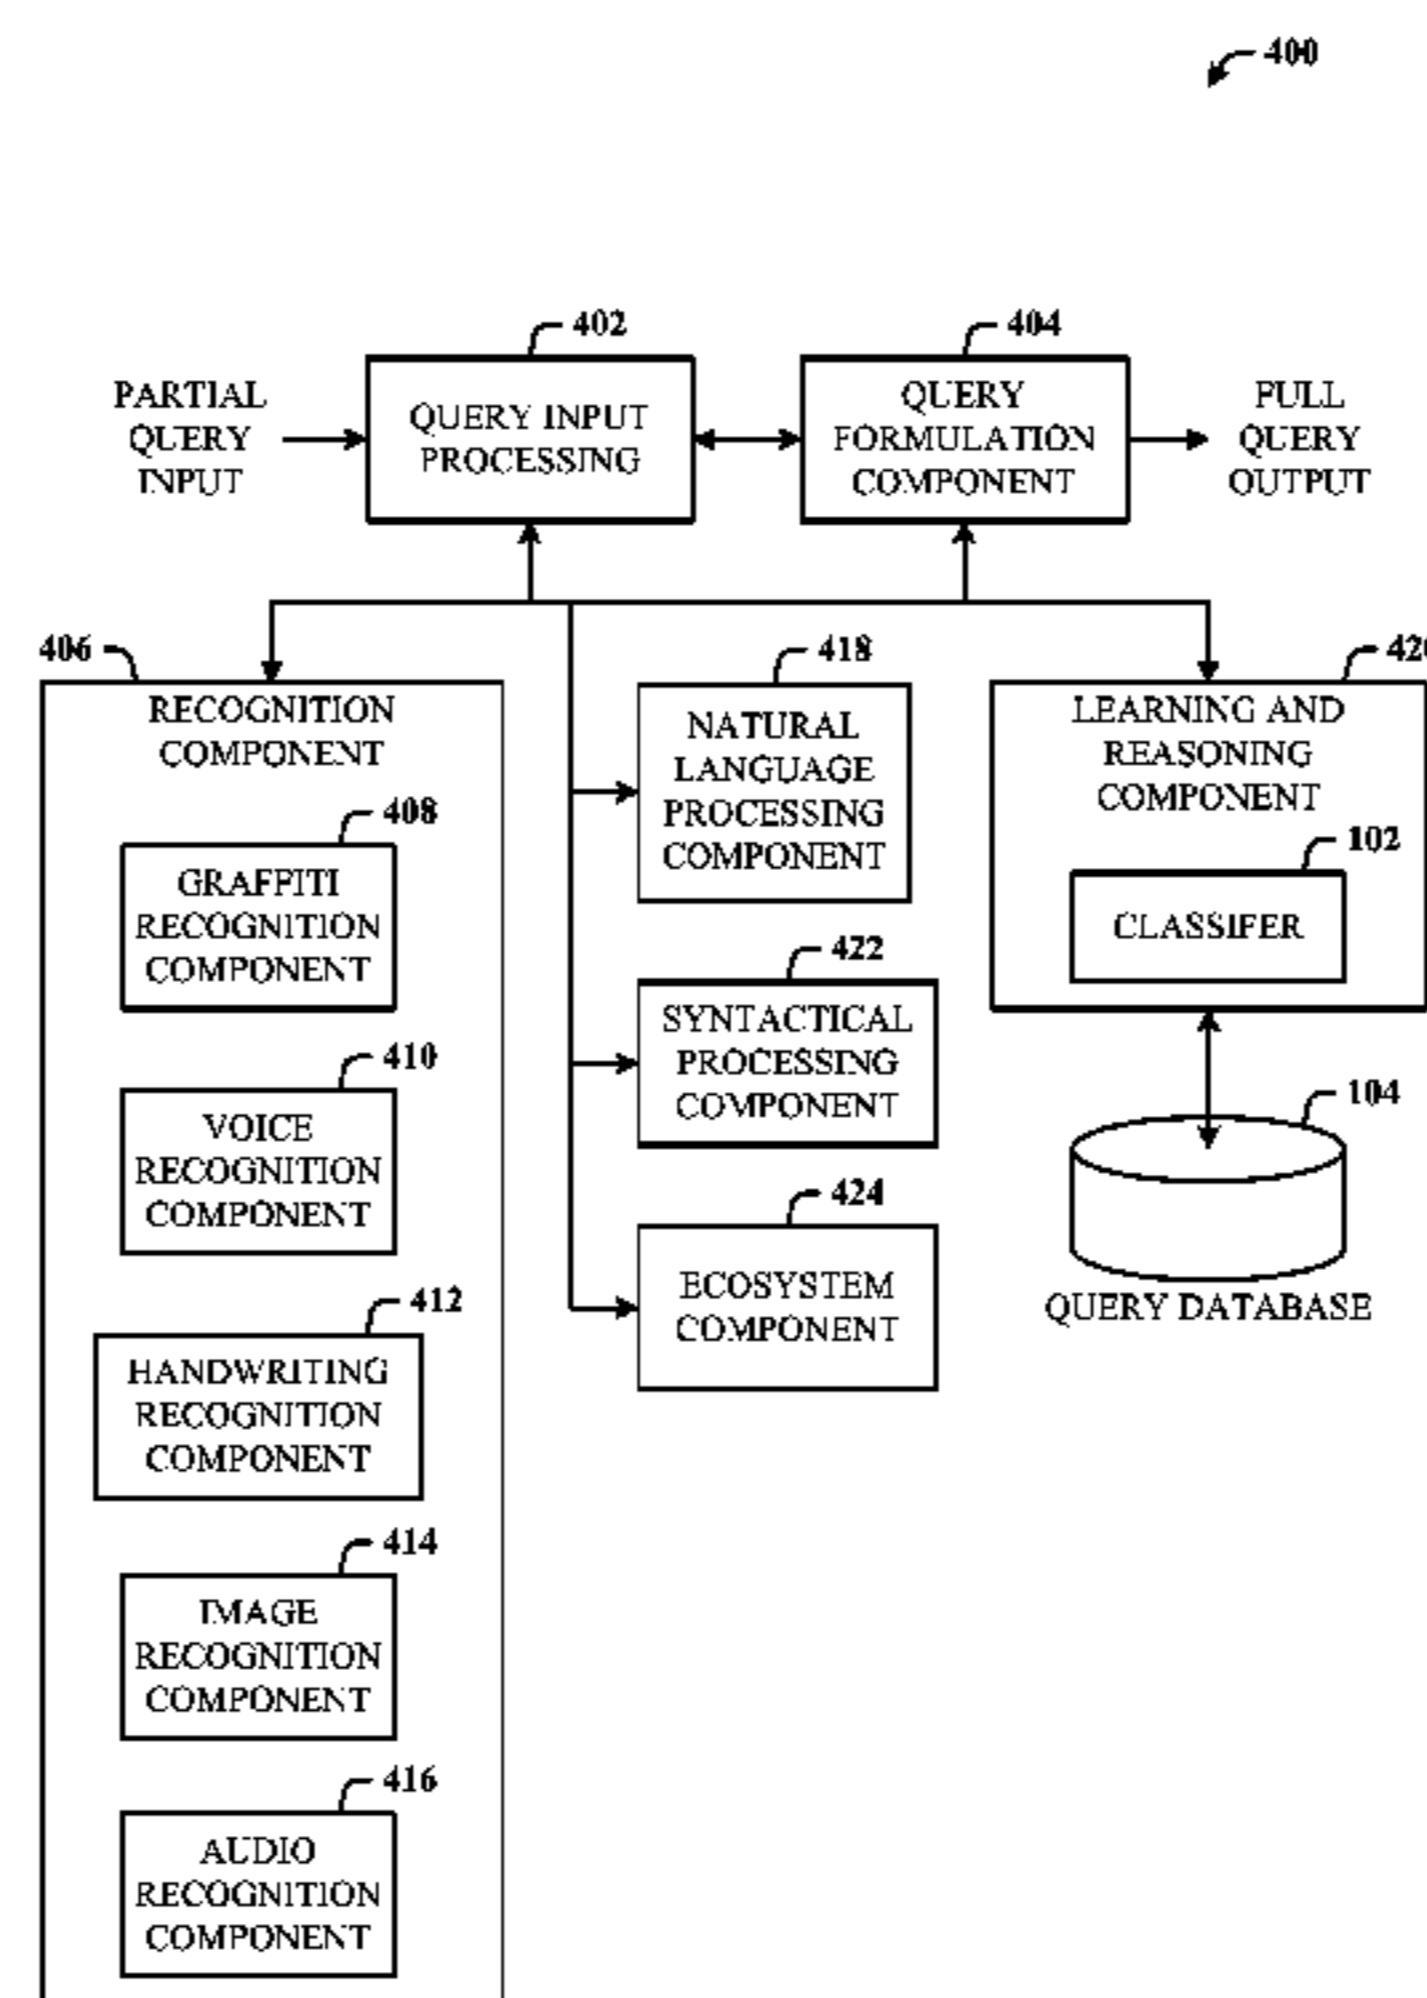 400
402
404
PARTIAL
QUERY
INPUT
QUERY INPUT
PROCESSING
QUERY
FORMULATION
COMPONENT
FULL
QUERY
OUTPUT
406
RECOGNITION
COMPONENT
408
GRAFFITI
RECOGNITION
COMPONENT
410
VOICE
RECOGNITION
COMPONENT
412
HANDWRITING
RECOGNITION
COMPONENT
414
IMAGE
RECOGNITION
COMPONENT
416
AUDIO
RECOGNITION
COMPONENT
418
NATURAL
LANGUAGE
PROCESSING
COMPONENT
422
SYNTACTICAL
PROCESSING
COMPONENT
424
ECOSYSTEM
COMPONENT
LEARNING AND
REASONING
COMPONENT
102
CLASSIFER
104
QUERY DATABASE